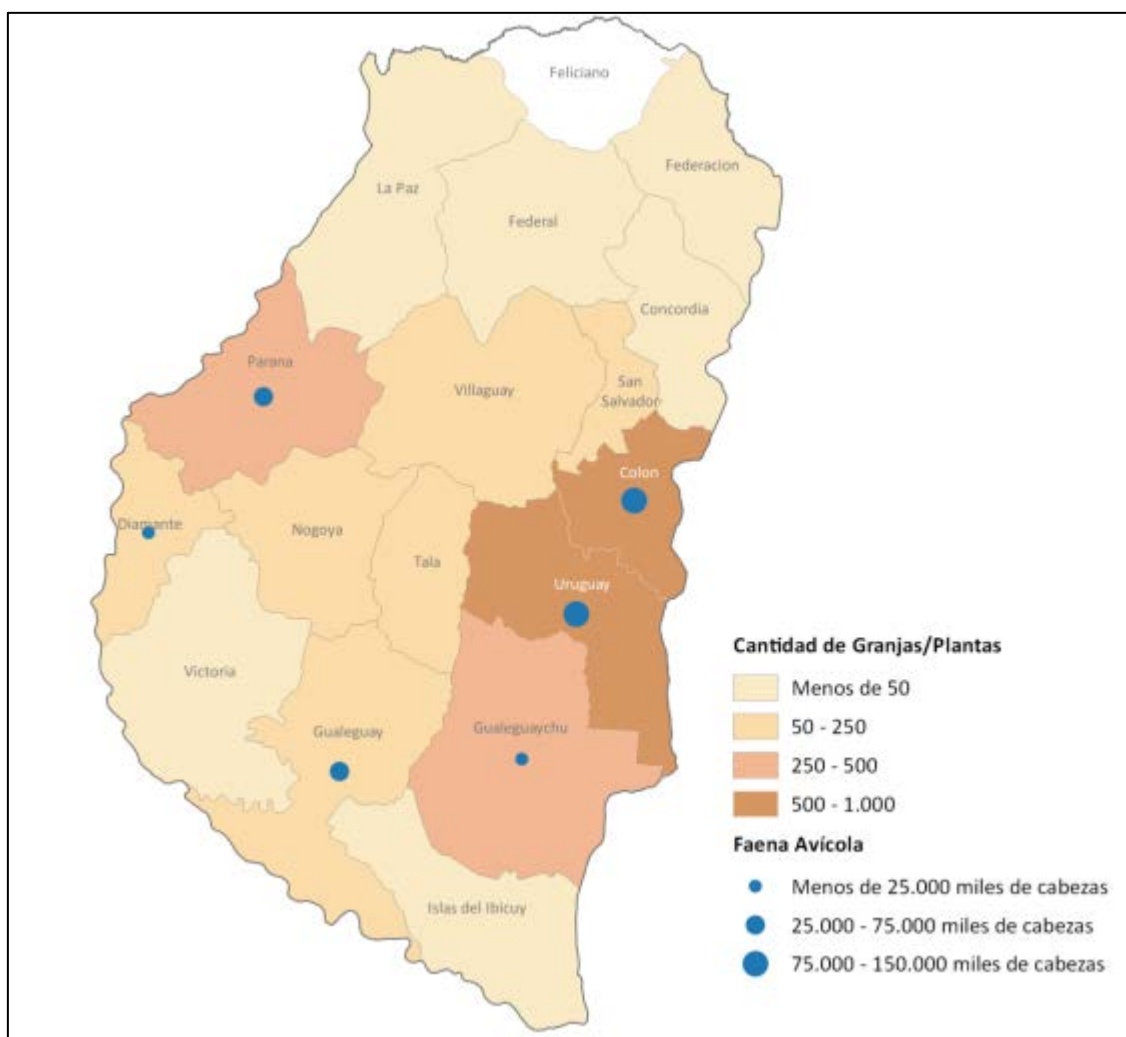 Feliciano
Federacion
La Paz
Federal
Concordia
Parana
Villaguay
San
Salvador
Colon
Diamante
Nogoya
Tala
Uruguay
Victoria
Gualeguay
Gualeguaychu
Islas del Ibicuy
Cantidad de Granjas/Plantas
Menos de 50
50 - 250
250 - 500
500 - 1.000
Faena Avícola
Menos de 25.000 miles de cabezas
25.000 - 75.000 miles de cabezas
75.000 - 150.000 miles de cabezas